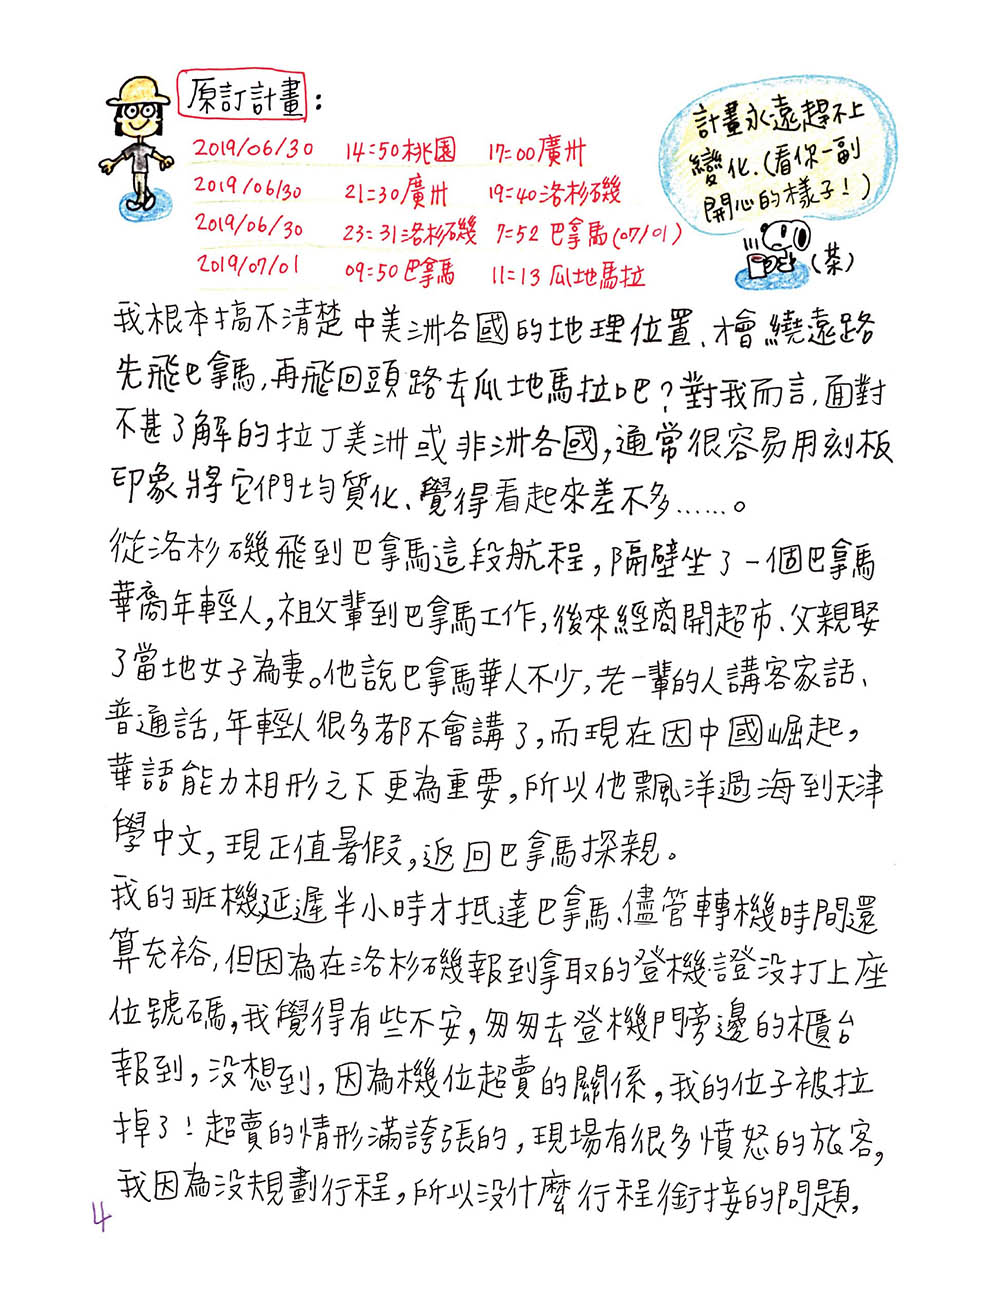 原訂計畫：
2019/06/30 14:50桃園 17:00廣州
2019/06/30 21:30廣州 19:40洛杉磯
2019/06/30 23:31洛杉磯 7:52 巴拿馬(07/01)
2019/07/01 09:50巴拿馬 11:13 瓜地馬拉
計畫永遠趕不上
變化、(看你一副
開心的樣子!)
(茶)
我根本搞不清楚中美洲各國的地理位置、才會繞遠路
先飛巴拿馬,再飛回頭路去瓜地馬拉吧?對我而言,面對
不甚了解的拉丁美洲或非洲各國,通常很容易用刻板
印象將它們均質化、覺得看起來差不多……。
從洛杉磯飛到巴拿馬這段航程,隔壁坐了一個巴拿馬
華裔年輕人,祖父輩到巴拿馬工作,後來經商開超市、父親娶
了當地女子為妻。他說巴拿馬華人不少,老一輩的人講客家話、
普通話,年輕人很多都不會講了,而現在因中國崛起,
華語能力相形之下更為重要,所以他飄洋過海到天津
學中文,現正值暑假,返回巴拿馬探親。
我的班機延遲半小時才抵達巴拿馬、儘管轉機時間還
算充裕,但因為在洛杉磯報到拿取的登機證沒打上座
位號碼,我覺得有些不安,匆匆去登機門旁邊的櫃台
報到,沒想到,因為機位超賣的關係,我的位子被拉
掉了!超賣的情形滿誇張的,現場有很多憤怒的旅客,
我因為沒規劃行程,所以沒什麼行程銜接的問題,
4